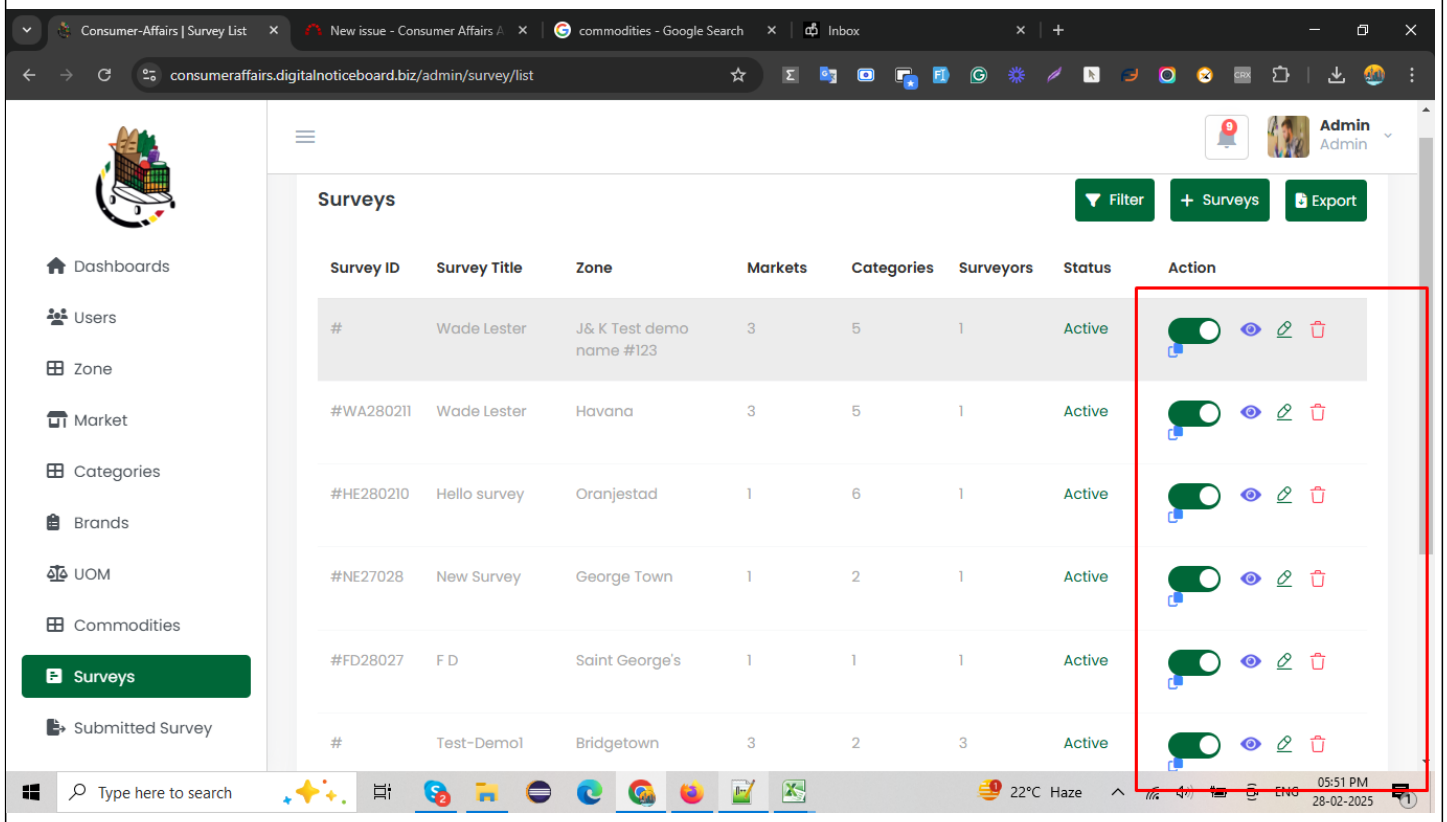 Consumer-Affairs | Survey List
New issue - Consumer Affairs A
commodities - Google Search
Inbox
consumeraffairs.digitalnoticeboard.biz/admin/survey/list
9
Admin
Admin
Surveys
Filter
+ Surveys
Export
Dashboards
Users
Zone
Market
Categories
Brands
UOM
Commodities
Surveys
Submitted Survey
Survey ID Survey Title Zone Markets Categories Surveyors Status Action
# Wade Lester J& K Test demo 3 5 1 Active
name #123
#WA280211 Wade Lester Havana 3 5 1 Active
#HE280210 Hello survey Oranjestad 1 6 1 Active
#NE27028 New Survey George Town 1 2 1 Active
#FD28027 F D Saint George's 1 1 1 Active
# Test-Demo1 Bridgetown 3 2 3 Active
Type here to search
22°C Haze
ENG
05:51 PM
28-02-2025